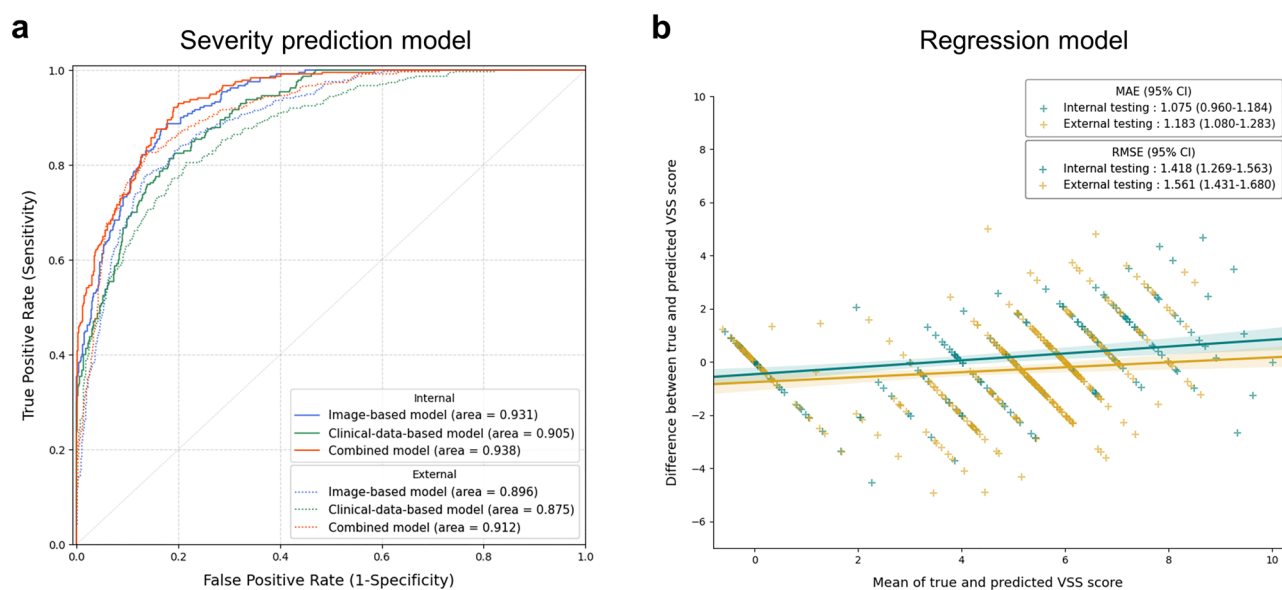 a
Severity prediction model
True Positive Rate (Sensitivity)
1.0
0.8
0.6
0.4
0.2
0.0
Internal
Image-based model (area = 0.931)
Clinical-data-based model (area = 0.905)
Combined model (area = 0.938)
External
Image-based model (area = 0.896)
Clinical-data-based model (area = 0.875)
Combined model (area = 0.912)
0.0 0.2 0.4 0.6 0.8 1.0
False Positive Rate (1-Specificity)
b
Regression model
Difference between true and predicted VSS score
10
8
6
4
2
0
−2
−4
−6
MAE (95% CI)
Internal testing : 1.075 (0.960-1.184)
External testing : 1.183 (1.080-1.283)
RMSE (95% CI)
Internal testing : 1.418 (1.269-1.563)
External testing : 1.561 (1.431-1.680)
0 2 4 6 8 10
Mean of true and predicted VSS score